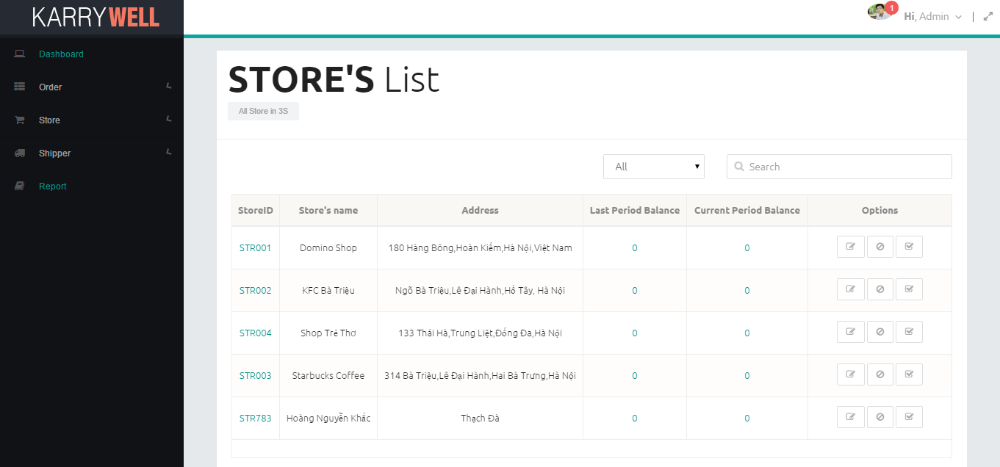 KARRYWELL
1
Hi, Admin
Dashboard
Order
Store
Shipper
Report
STORE'S List
All Store in 3S
All
Search
StoreID Store's name Address Last Period Balance Current Period Balance Options
STR001 Domino Shop 180 Hàng Bông,Hoàn Kiếm,Hà Nội,Việt Nam 0 0
STR002 KFC Bà Triệu Ngõ Bà Triệu,Lê Đại Hành,Hồ Tây, Hà Nội 0 0
STR004 Shop Trẻ Thơ 133 Thái Hà,Trung Liệt,Đống Đa,Hà Nội 0 0
STR003 Starbucks Coffee 314 Bà Triệu,Lê Đại Hành,Hai Bà Trưng,Hà Nội 0 0
STR783 Hoàng Nguyễn Khắc Thạch Đà 0 0